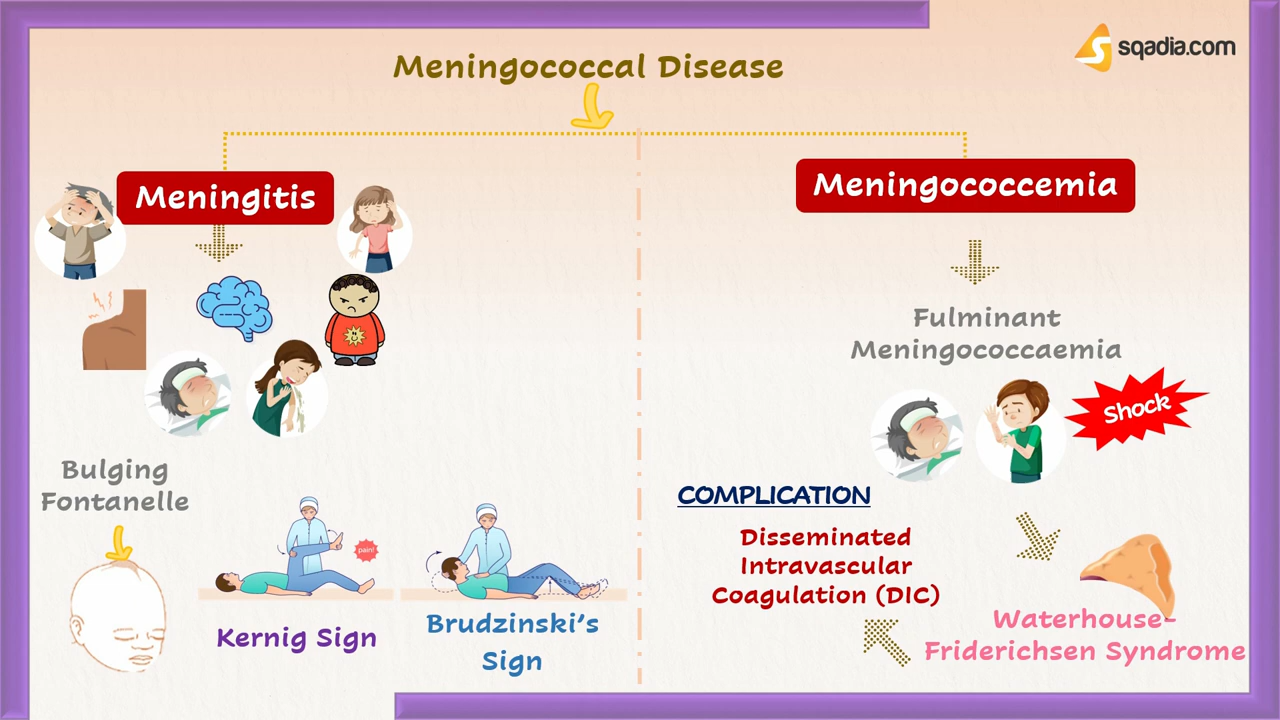 sqadia.com
Meningococcal Disease
Meningitis
Meningococcemia
Fulminant
Meningococcaemia
Shock
Bulging
Fontanelle
pain!
Kernig Sign
Brudzinski's
Sign
COMPLICATION
Disseminated
Intravascular
Coagulation (DIC)
Waterhouse-
Friderichsen Syndrome